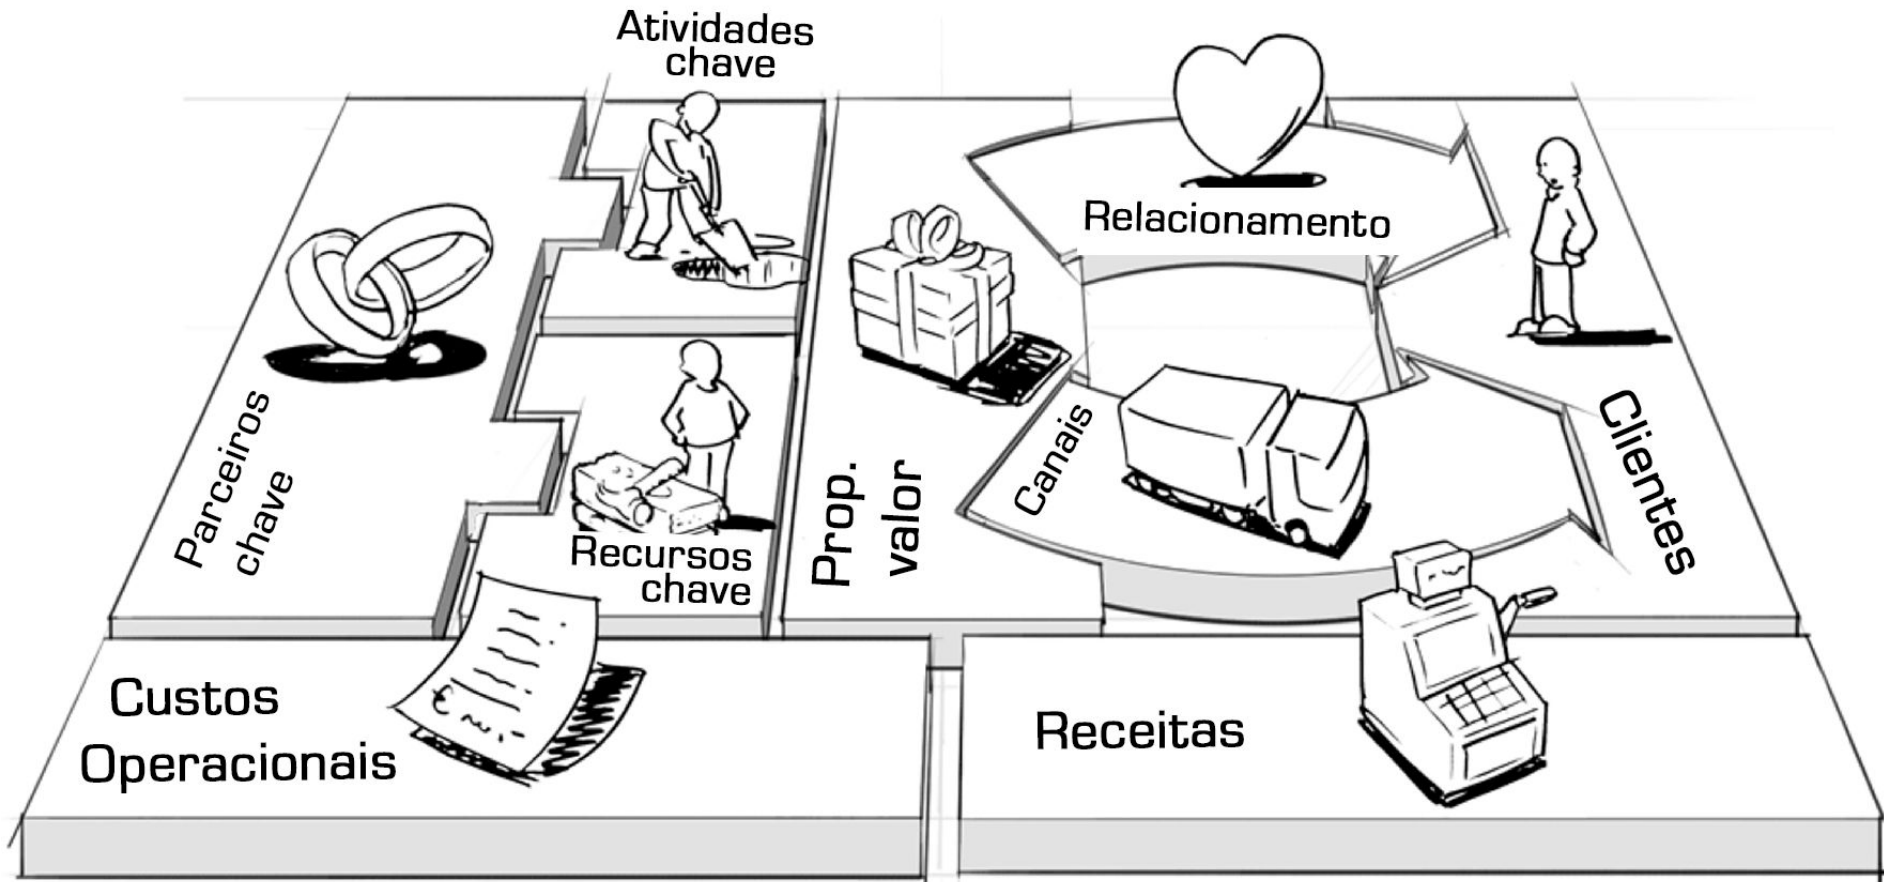 Atividades
chave
Relacionamento
Parceiros
chave
Recursos
chave
Prop.
valor
Canais
Clientes
Custos
Operacionais
€
Receitas